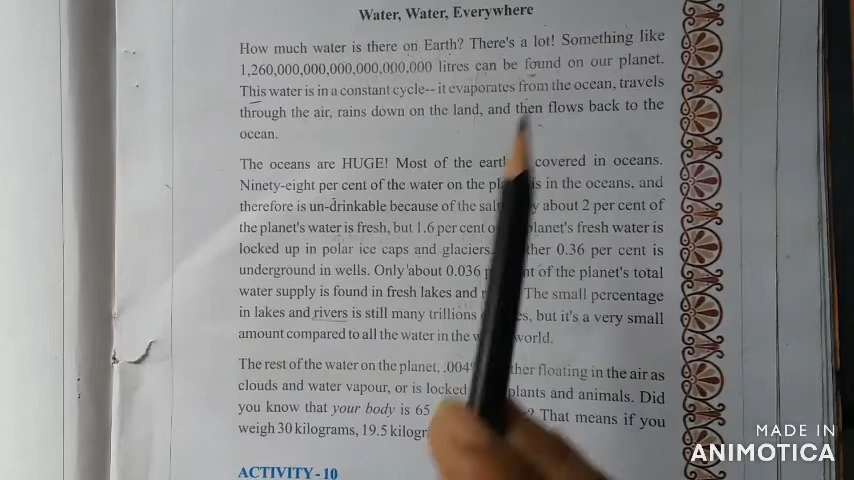 Water, Water, Everywhere
How much water is there on Earth? There's a lot! Something like
1,260,000,000,000,000,000,000 litres can be found on our planet.
This water is in a constant cycle-- it evaporates from the ocean, travels
through the air, rains down on the land, and then flows back to the
ocean.
The oceans are HUGE! Most of the earth covered in oceans.
Ninety-eight per cent of the water on the is in the oceans, and
therefore is un-drinkable because of the about 2 per cent of
the planet's water is fresh, but 1.6 per cent planet's fresh water is
locked up in polar ice caps and glaciers. 0.36 per cent is
underground in wells. Only about 0.036 of the planet's total
water supply is found in fresh lakes and The small percentage
in lakes and rivers is still many trillions but it's a very small
amount compared to all the water in the world.
The rest of the water on the planet, floating in the air as
clouds and water vapour, or is locked plants and animals. Did
you know that your body is 65 That means if you
weigh 30 kilograms, 19.5
ACTIVITY-10
MADE IN
ANIMOTICA